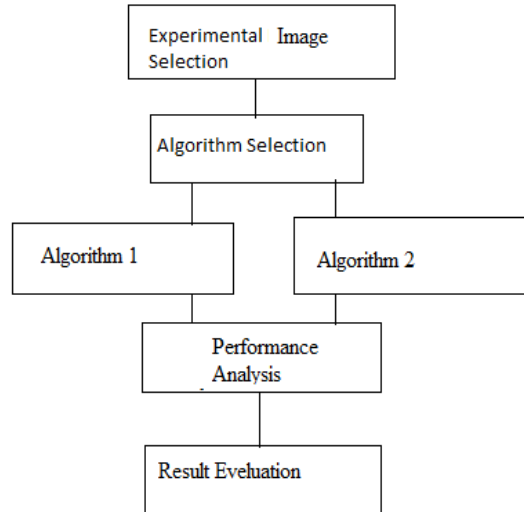 Experimental Image
Selection
Algorithm Selection
Algorithm 1
Algorithm 2
Performance
Analysis
Result Eveluation